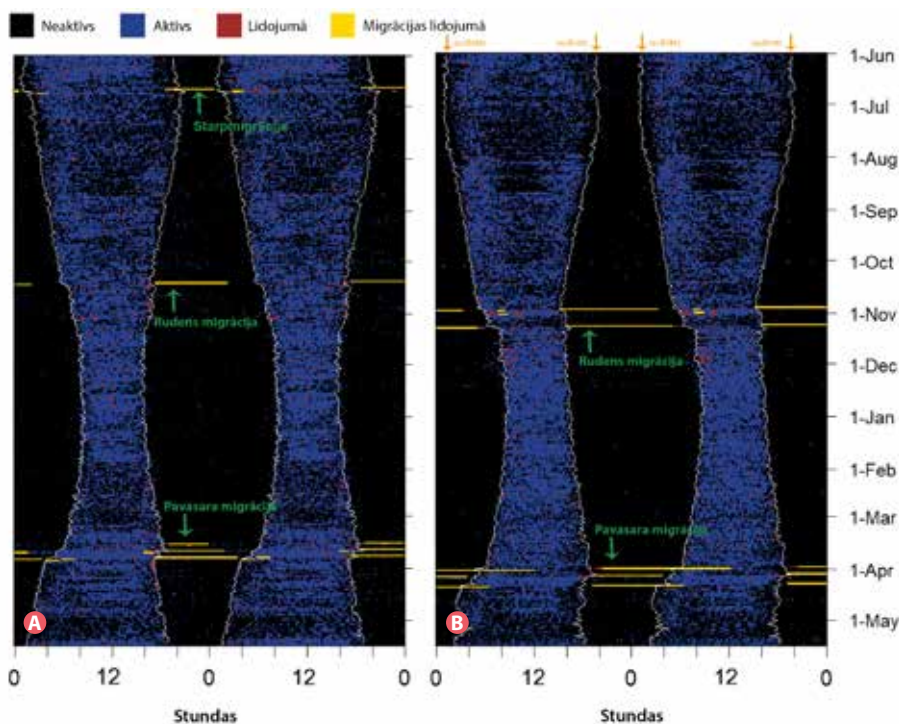 Neaktīvs Aktīvs Lidojumā Migrācijas lidojumā
1-Jun
Starpmigrācija
1-Jul
1-Aug
1-Sep
1-Oct
Rudens migrācija
1-Nov
Rudens migrācija
1-Dec
1-Jan
1-Feb
Pavasara migrācija
Pavasara migrācija
1-Mar
1-Apr
A
B
1-May
0 12 0 12 0
0 12 0 12 0
Stundas
Stundas